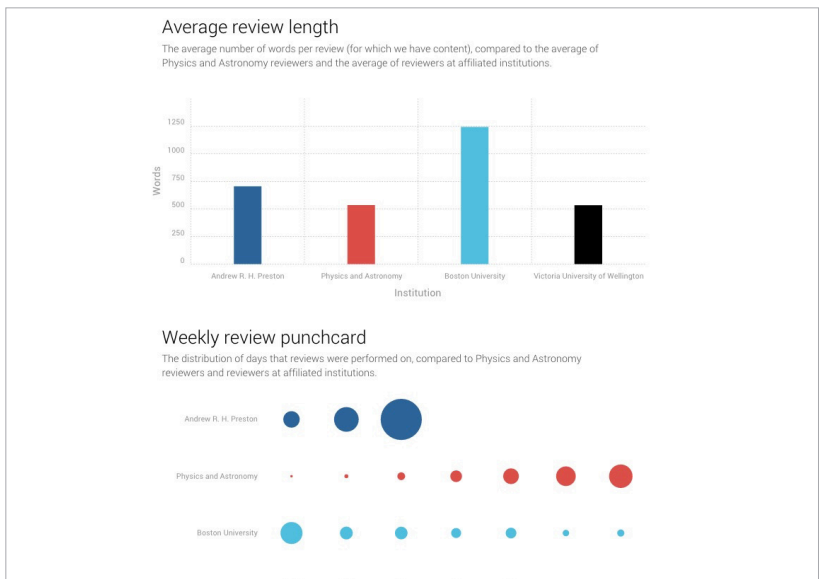 Average review length
The average number of words per review (for which we have content), compared to the average of
Physics and Astronomy reviewers and the average of reviewers at affiliated institutions.
1250
1000
750
500
250
0
Words
Andrew R. H. Preston
Physics and Astronomy
Boston University
Victoria University of Wellington
Institution
Weekly review punchcard
The distribution of days that reviews were performed on, compared to Physics and Astronomy
reviewers and reviewers at affiliated institutions.
Andrew R. H. Preston
Physics and Astronomy
Boston University